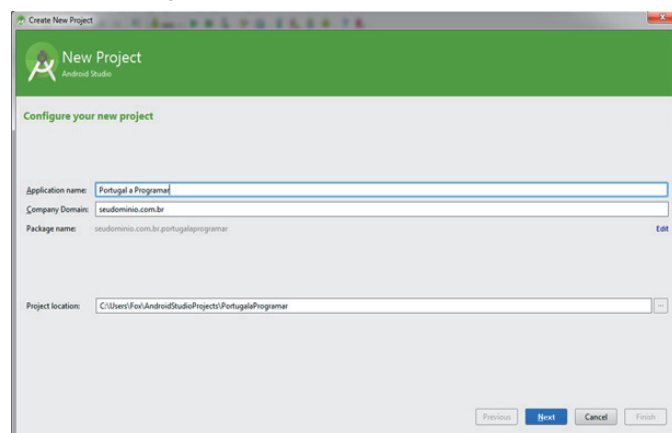 Create New Project
New Project
Android Studio
Configure your new project
Application name: Portugal a Programar
Company Domain: seudominio.com.br
Package name: seudominio.com.br.portugalaprogramar Edit
Project location: C:\Users\Fox\AndroidStudioProjects\PortugalaProgramar ...
Previous Next Cancel Finish